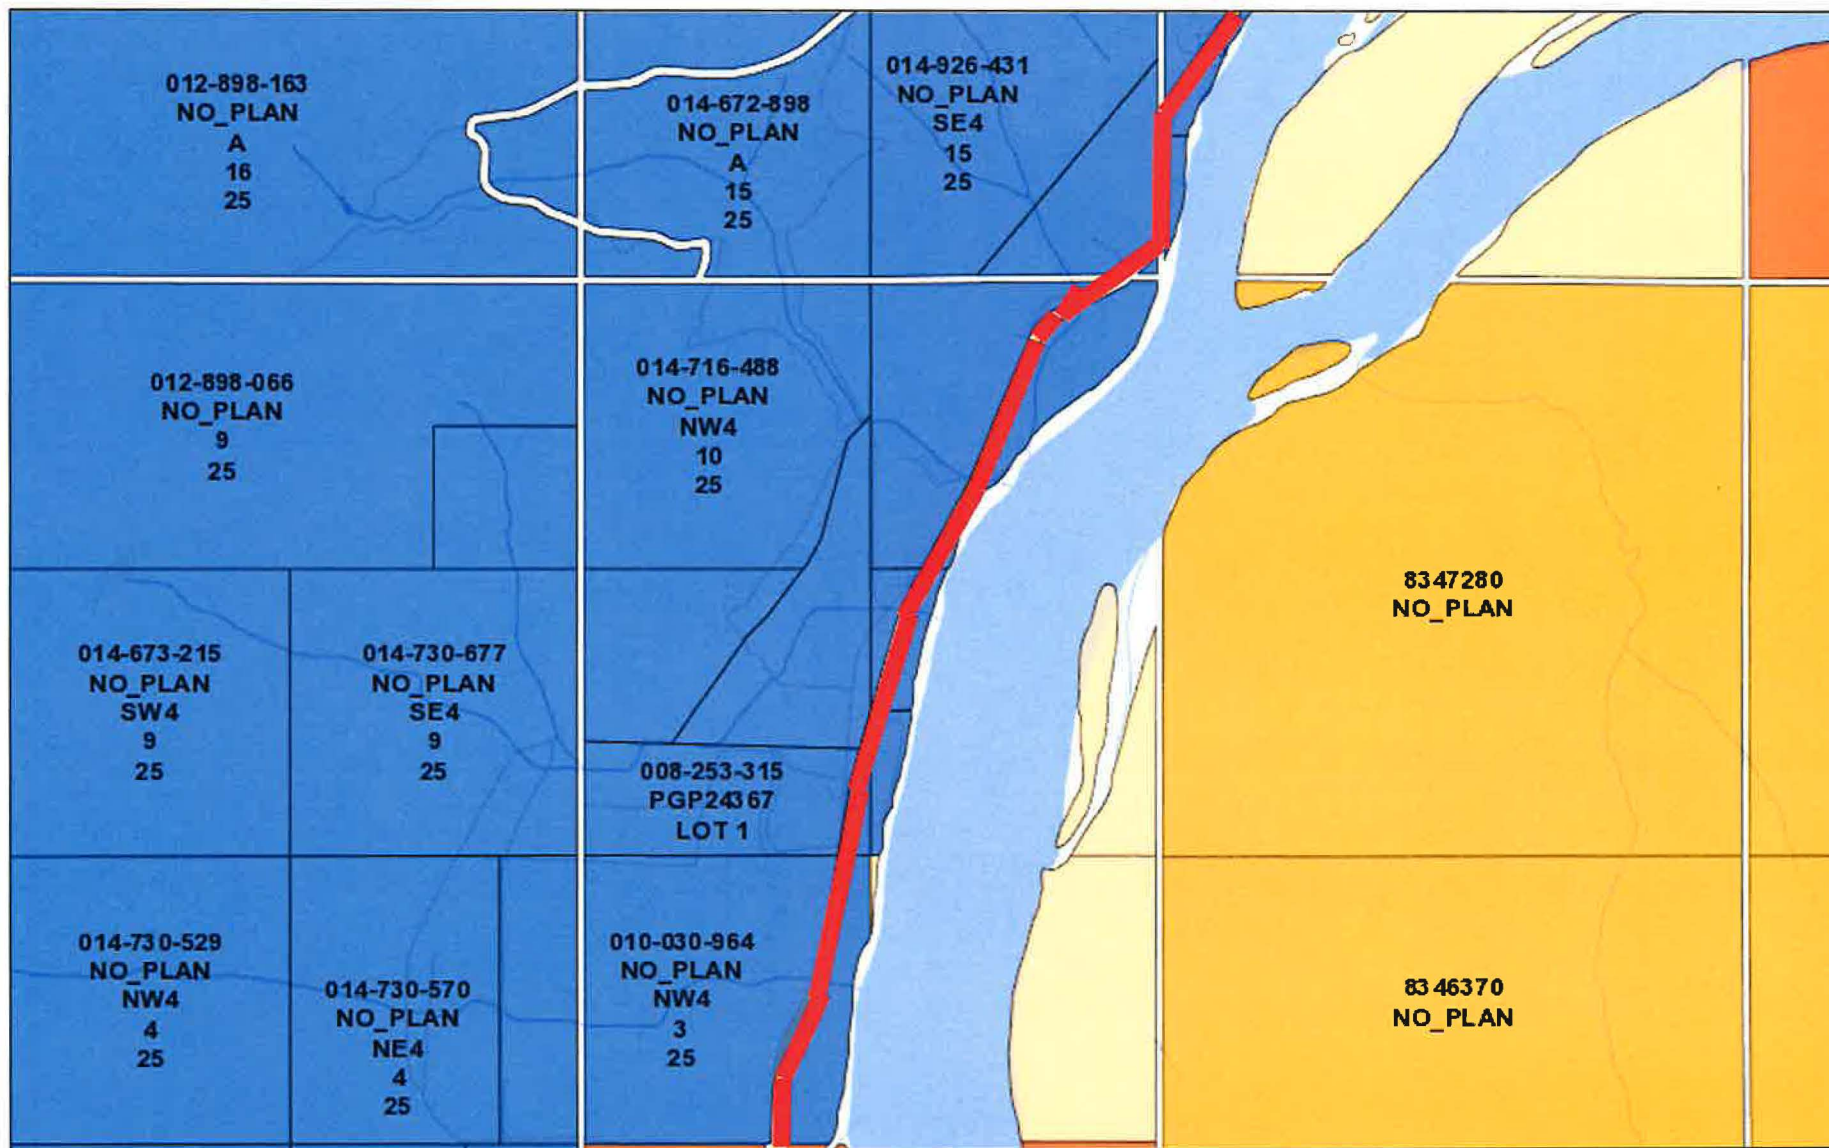 012-898-163
NO_PLAN
A
16
25
014-672-898
NO_PLAN
A
15
25
014-926-431
NO_PLAN
SE4
15
25
012-898-066
NO_PLAN
9
25
014-716-488
NO_PLAN
NW4
10
25
8347280
NO_PLAN
014-673-215
NO_PLAN
SW4
9
25
014-730-677
NO_PLAN
SE4
9
25
008-253-315
PGP24367
LOT 1
014-730-529
NO_PLAN
NW4
4
25
014-730-570
NO_PLAN
NE4
4
25
010-030-964
NO_PLAN
NW4
3
25
8346370
NO_PLAN